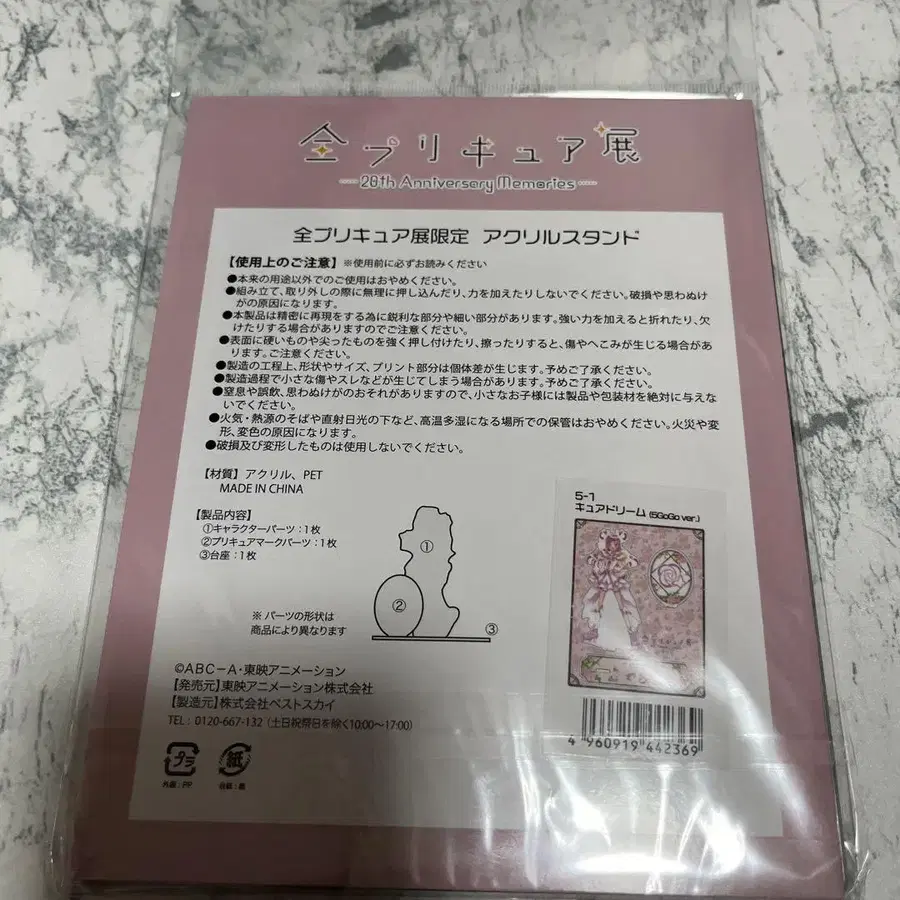 全プリキュア展
20th Anniversary Memories
全プリキュア展限定 アクリルスタンド
【使用上のご注意】※使用前に必ずお読みください
●本来の用途以外でのご使用はおやめください。
●組み立て、取り外しの際に無理に押し込んだり、力を加えたりしないでください。破損や思わぬけ
がの原因になります。
●本製品は精密に再現をする為に鋭利な部分や細い部分があります。強い力を加えると折れたり、欠
けたりする場合がありますのでご注意ください。
●表面に硬いものや尖ったものを強く押し付けたり、擦ったりすると、傷やへこみが生じる場合があ
ります。ご注意ください。
●製造の工程上、形状やサイズ、プリント部分は個体差が生じます。予めご了承ください。
●製造過程で小さな傷やスレなどが生じてしまう場合があります。予めご了承ください。
●窒息や誤飲、思わぬけがのおそれがありますので、小さなお子様には製品や包装材を絶対に与えな
いでください。
●火気・熱源のそばや直射日光の下など、高温多湿になる場所での保管はおやめください。火災や変
形、変色の原因になります。
●破損及び変形したものは使用しないでください。
【材質】アクリル、PET
MADE IN CHINA
【製品内容】
①キャラクターパーツ：1枚
②プリキュアマークパーツ：1枚
③台座：1枚
①
②
③
※ パーツの形状は
商品により異なります
5-1
キュアドリーム (5GoGo ver.)
4 960919 442369
©ABC-A・東映アニメーション
【発売元】東映アニメーション株式会社
【製造元】株式会社ベストスカイ
TEL：0120-667-132（土日祝祭日を除く10:00～17:00）
プラ
紙
外装：PP
台紙：紙